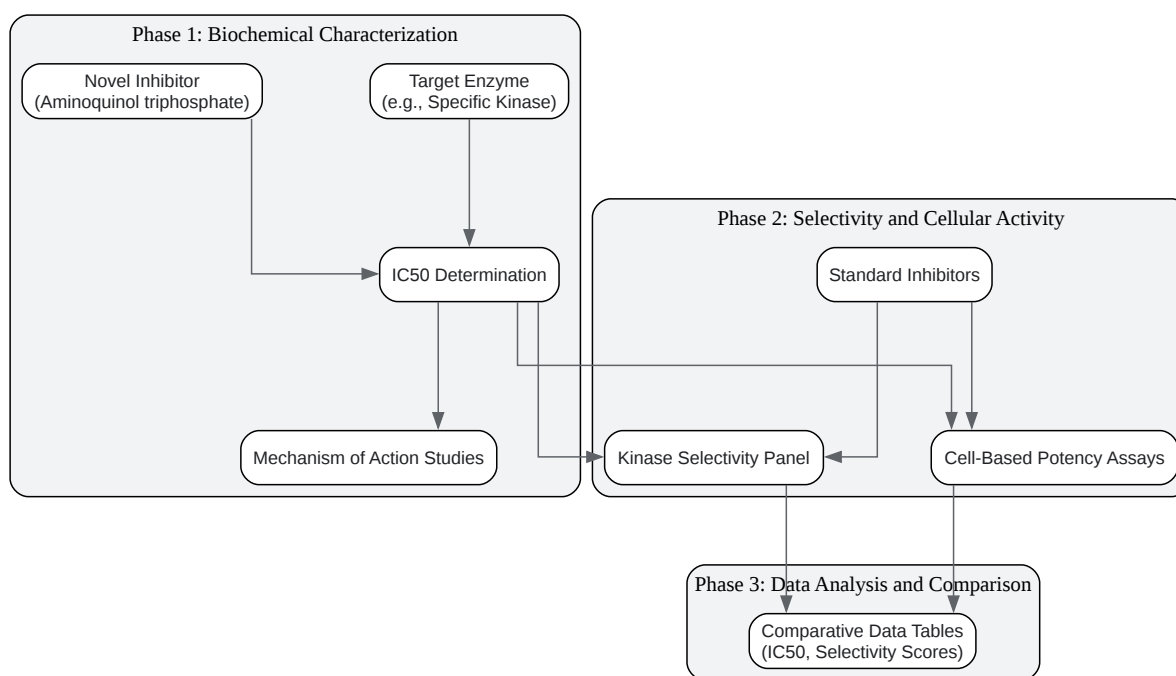 Phase 1: Biochemical Characterization
Novel Inhibitor
(Aminoquinol triphosphate)
Target Enzyme
(e.g., Specific Kinase)
IC50 Determination
Mechanism of Action Studies
Phase 2: Selectivity and Cellular Activity
Standard Inhibitors
Kinase Selectivity Panel
Cell-Based Potency Assays
Phase 3: Data Analysis and Comparison
Comparative Data Tables
(IC50, Selectivity Scores)